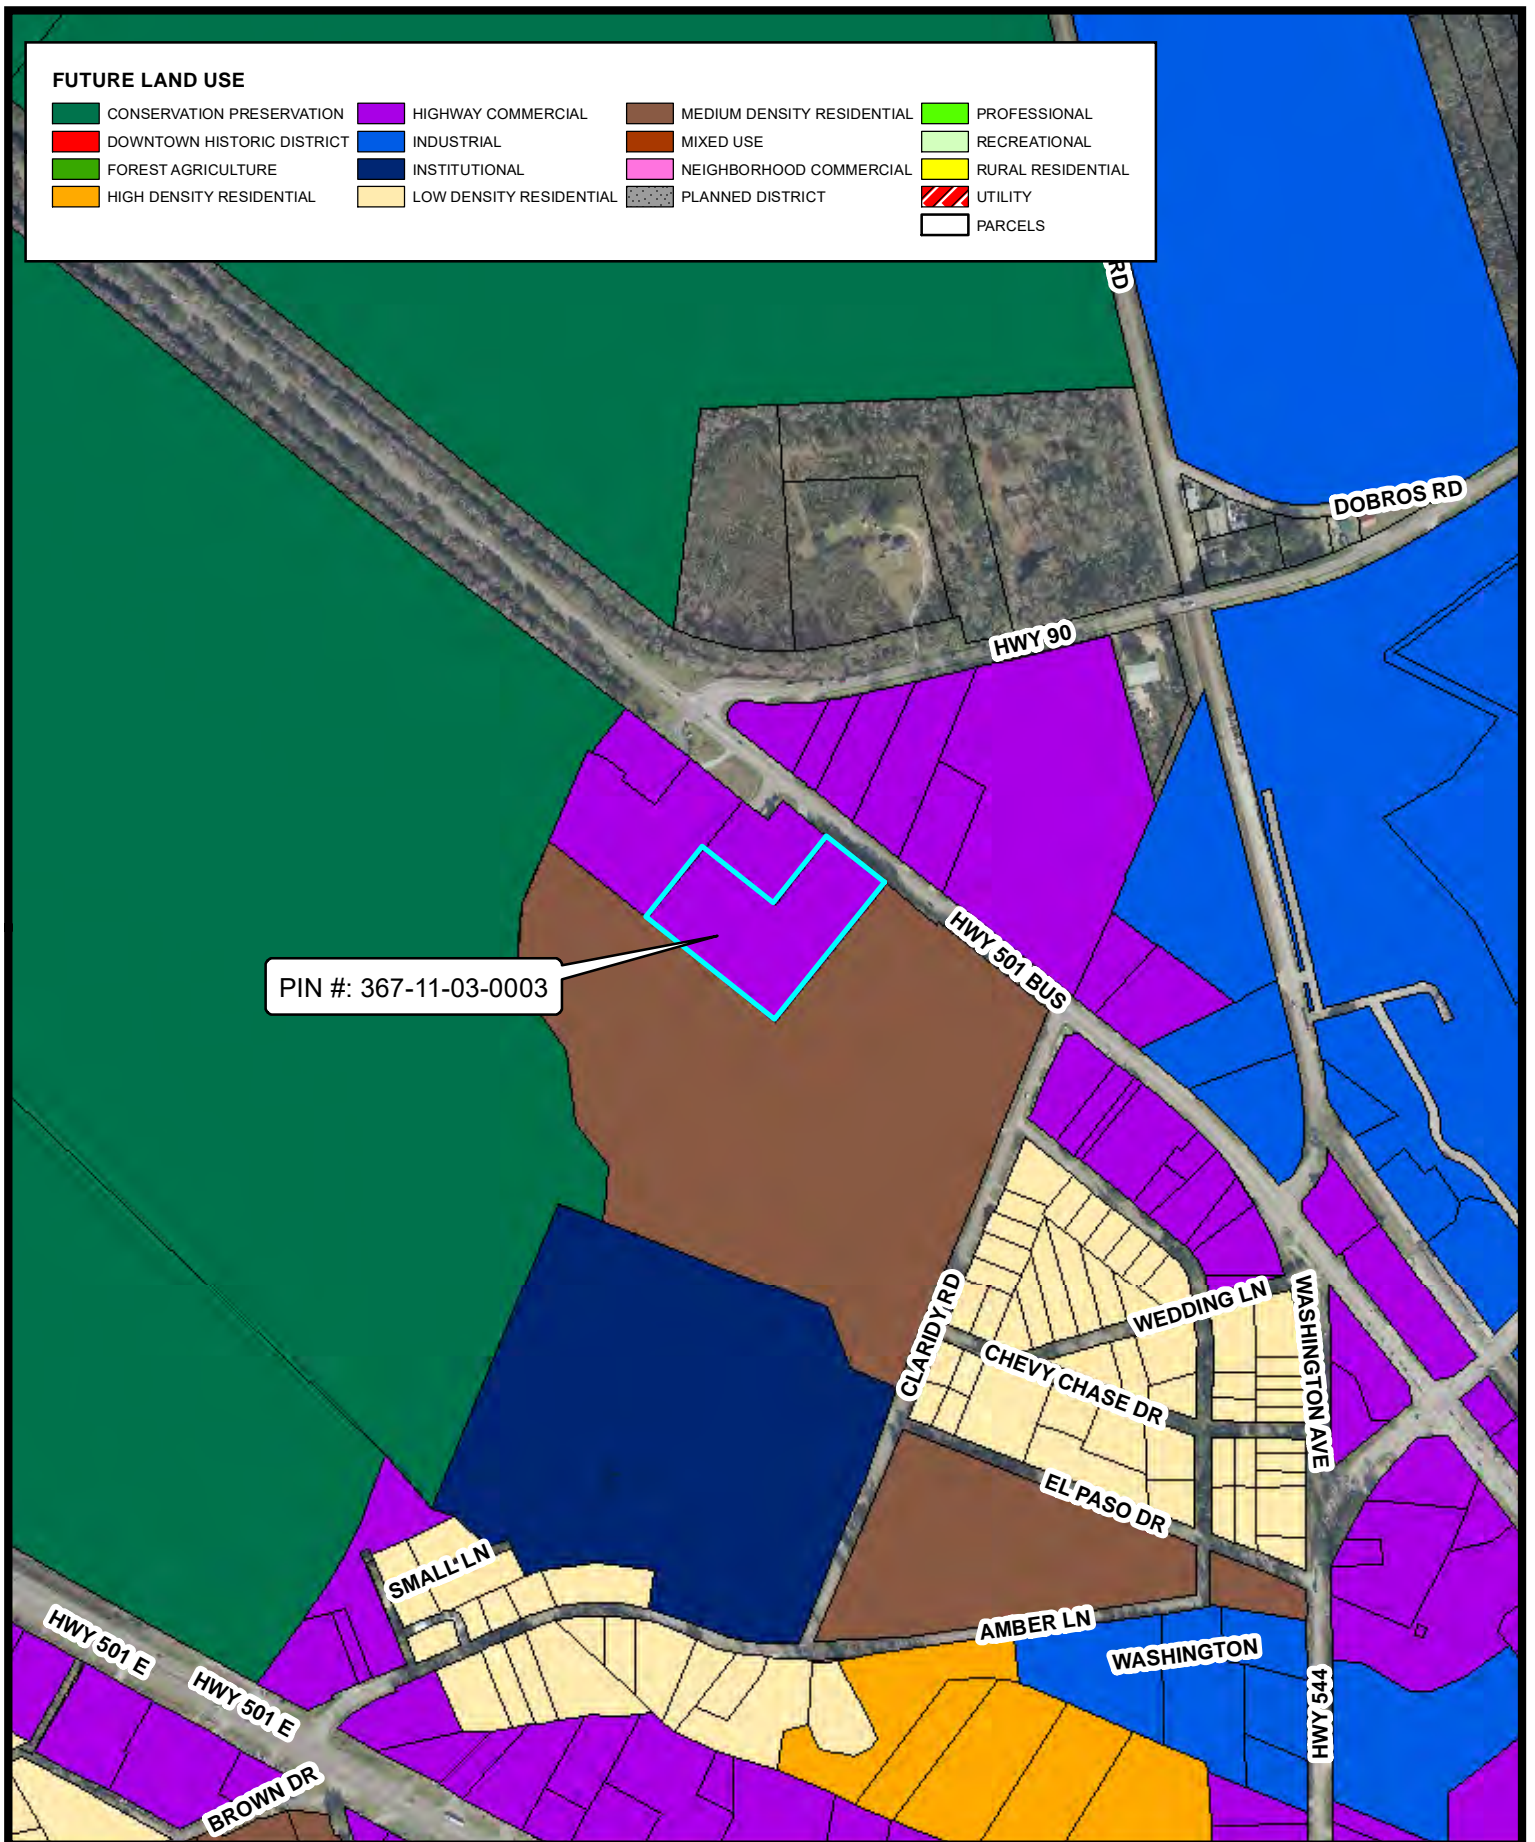 FUTURE LAND USE
CONSERVATION PRESERVATION
DOWNTOWN HISTORIC DISTRICT
FOREST AGRICULTURE
HIGH DENSITY RESIDENTIAL
HIGHWAY COMMERCIAL
INDUSTRIAL
INSTITUTIONAL
LOW DENSITY RESIDENTIAL
MEDIUM DENSITY RESIDENTIAL
MIXED USE
NEIGHBORHOOD COMMERCIAL
PLANNED DISTRICT
PROFESSIONAL
RECREATIONAL
RURAL RESIDENTIAL
UTILITY
PARCELS
RD
DOBROS RD
HWY 90
HWY 501 BUS
PIN #: 367-11-03-0003
CLARIDY RD
WEDDING LN
WASHINGTON AVE
CHEVY CHASE DR
EL PASO DR
SMALL LN
AMBER LN
WASHINGTON
HWY 501 E
HWY 501 E
HWY 544
BROWN DR